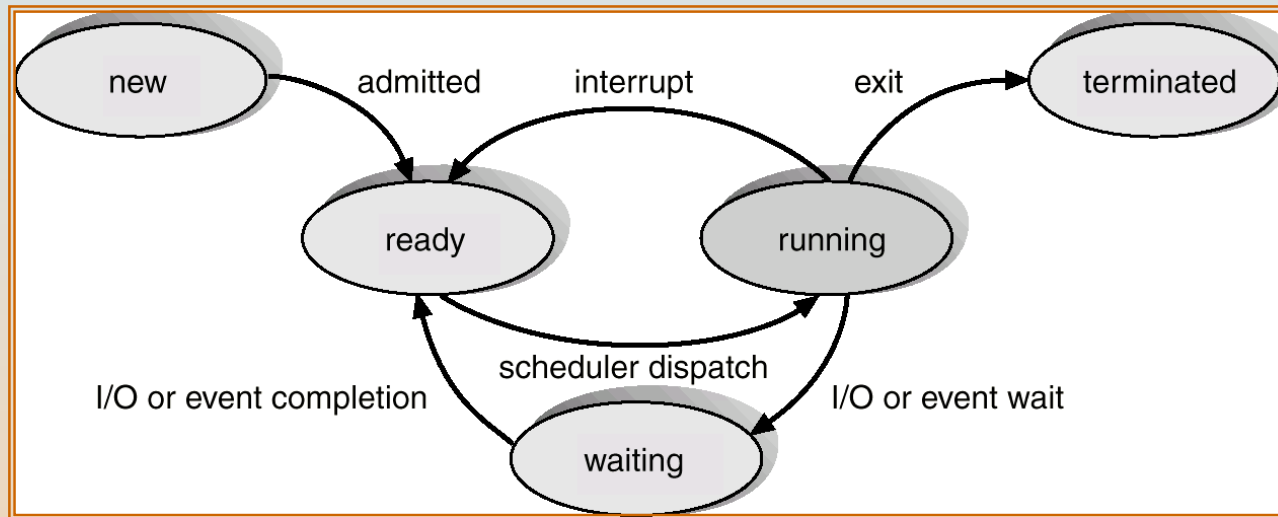 new
admitted
interrupt
exit
terminated
ready
running
scheduler dispatch
I/O or event completion
I/O or event wait
waiting